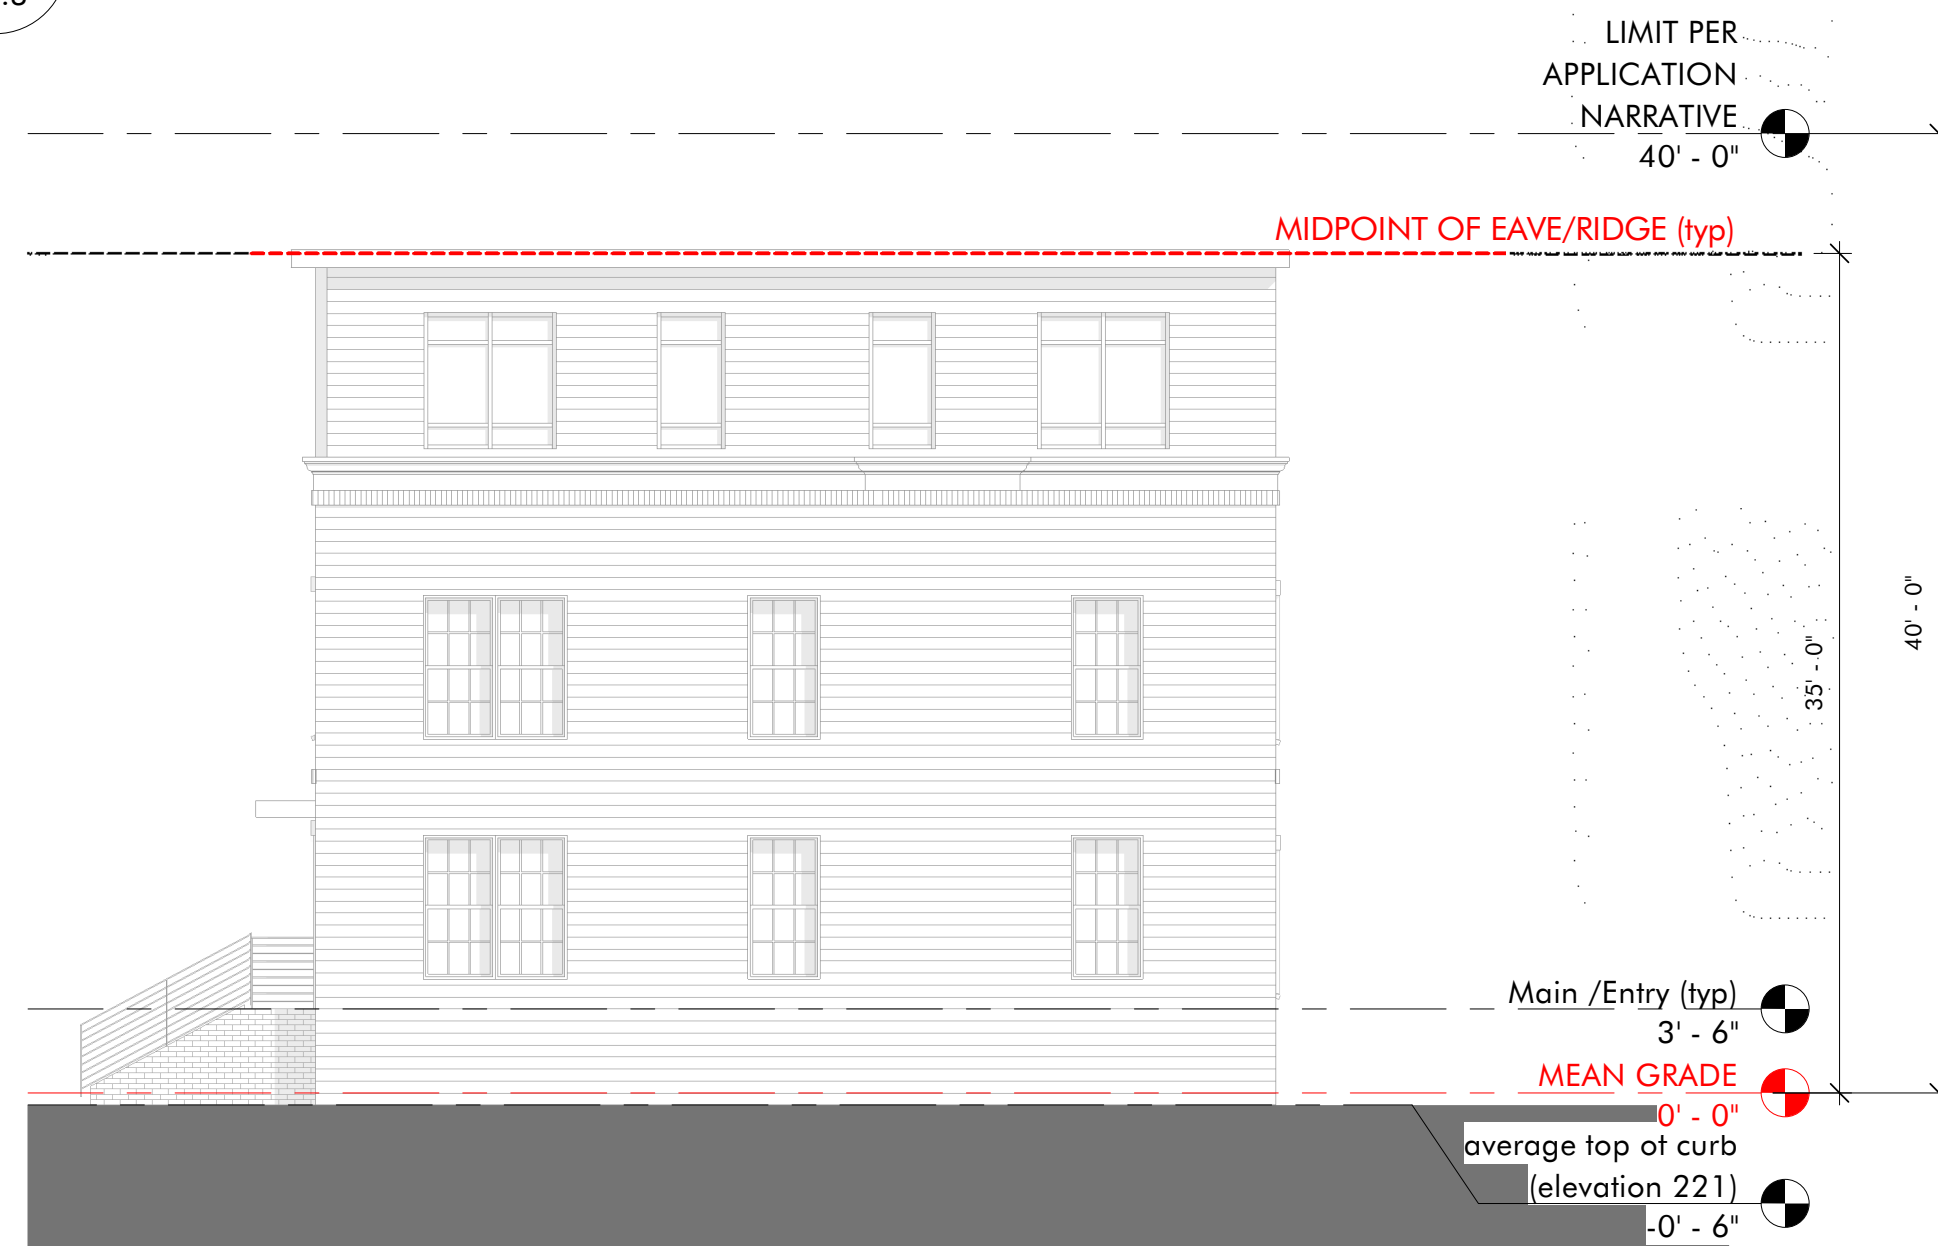 LIMIT PER
APPLICATION
NARRATIVE
40' - 0"
MIDPOINT OF EAVE/RIDGE (typ)
40' - 0"
35' - 0"
Main /Entry (typ)
3' - 6"
MEAN GRADE
0' - 0"
average top of curb
(elevation 221)
-0' - 6"